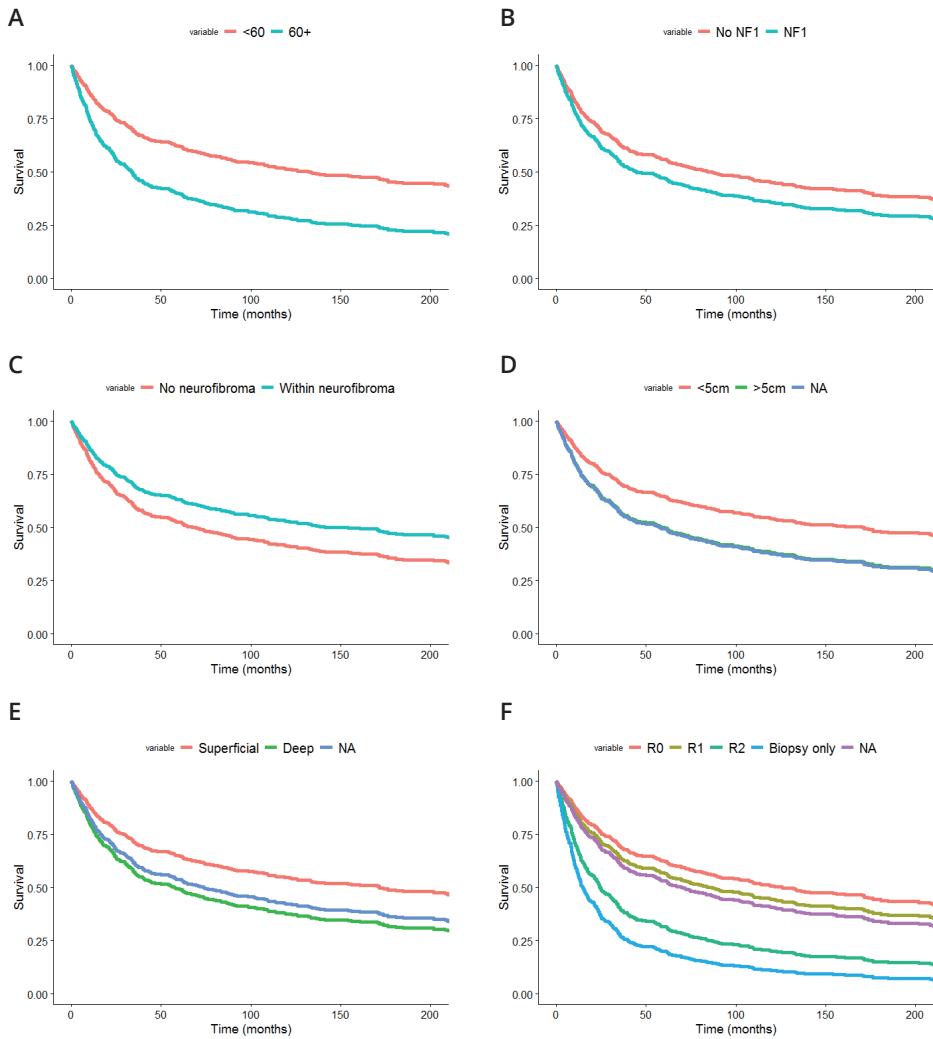 A
variable <60 60+
1.00
0.75
0.50
0.25
0.00
Survival
0 50 100 150 200
Time (months)
B
variable No NF1 NF1
1.00
0.75
0.50
0.25
0.00
Survival
0 50 100 150 200
Time (months)
C
variable No neurofibroma Within neurofibroma
1.00
0.75
0.50
0.25
0.00
Survival
0 50 100 150 200
Time (months)
D
variable <5cm >5cm NA
1.00
0.75
0.50
0.25
0.00
Survival
0 50 100 150 200
Time (months)
E
variable Superficial Deep NA
1.00
0.75
0.50
0.25
0.00
Survival
0 50 100 150 200
Time (months)
F
variable R0 R1 R2 Biopsy only NA
1.00
0.75
0.50
0.25
0.00
Survival
0 50 100 150 200
Time (months)